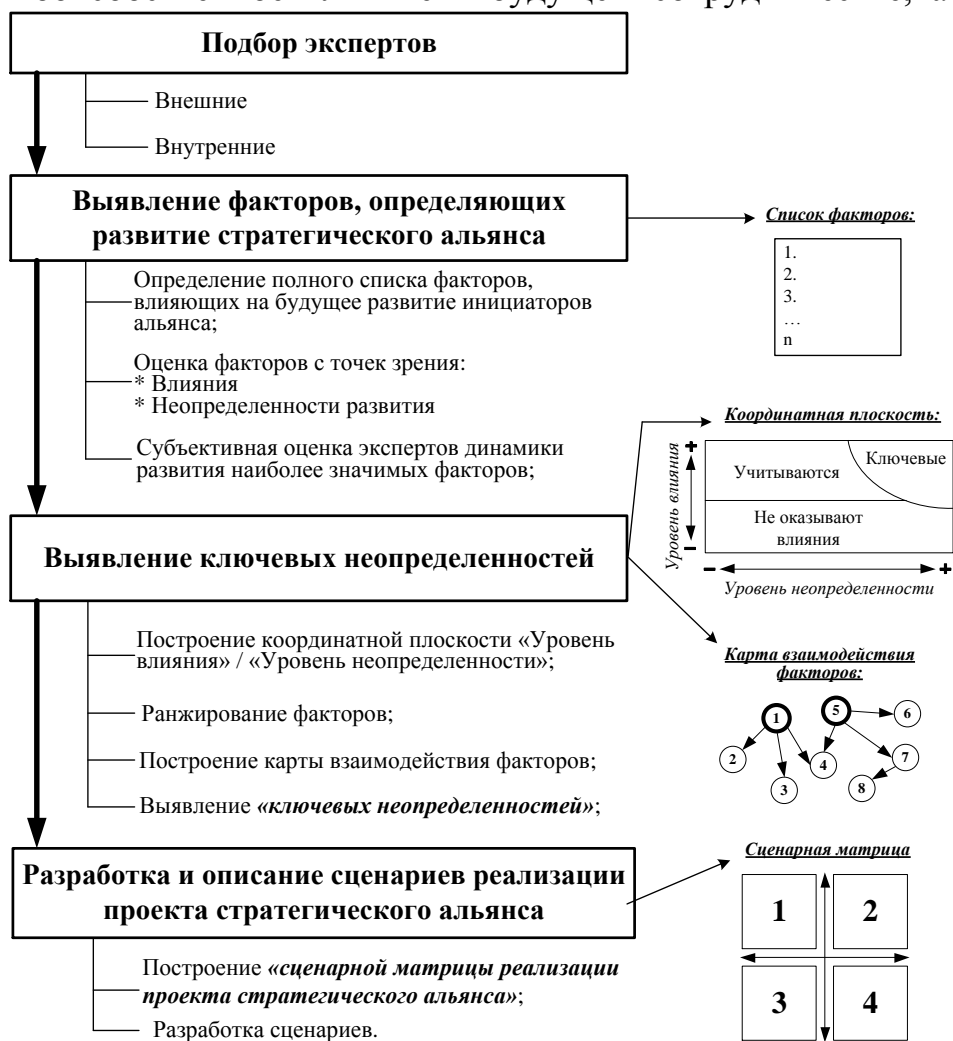 Подбор экспертов
Внешние
Внутренние
Выявление факторов, определяющих
развитие стратегического альянса
Список факторов:
1.
2.
3.
…
n
Определение полного списка факторов,
влияющих на будущее развитие инициаторов
альянса;
Оценка факторов с точек зрения:
* Влияния
* Неопределенности развития
Субъективная оценка экспертов динамики
развития наиболее значимых факторов;
Координатная плоскость:
Уровень влияния
+
-
Учитываются
Ключевые
Не оказывают
влияния
- +
Уровень неопределенности
Выявление ключевых неопределенностей
Построение координатной плоскости «Уровень
влияния» / «Уровень неопределенности»;
Ранжирование факторов;
Построение карты взаимодействия факторов;
Выявление «ключевых неопределенностей»;
Карта взаимодействия
факторов:
1
5
6
2
3
4
7
8
Разработка и описание сценариев реализации
проекта стратегического альянса
Построение «сценарной матрицы реализации
проекта стратегического альянса»;
Разработка сценариев.
Сценарная матрица
1 2
3 4